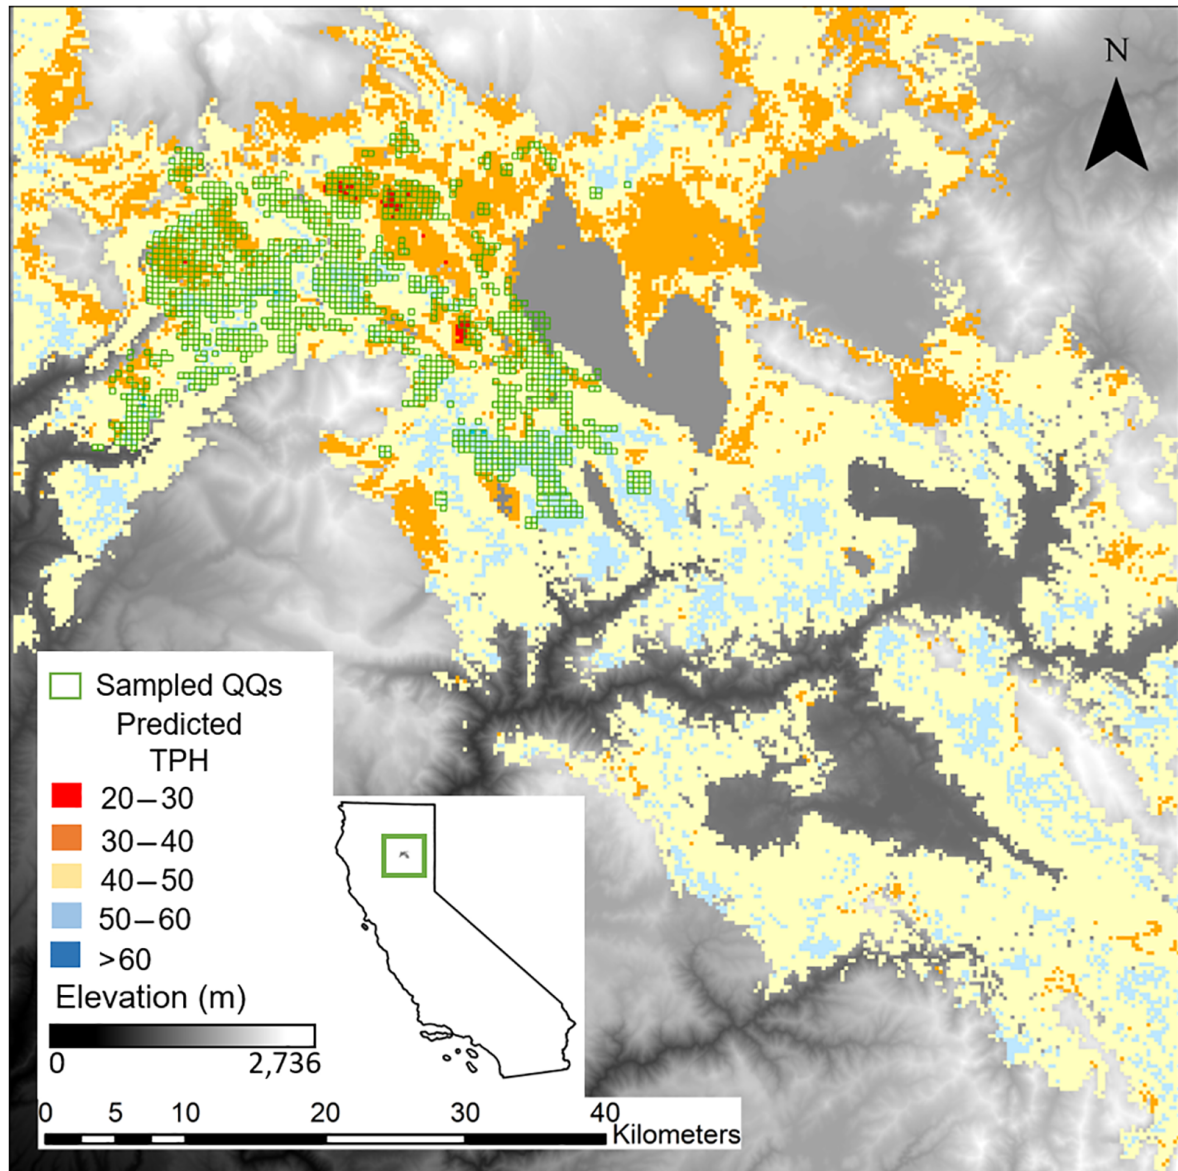 N
Sampled QQs
Predicted
TPH
20–30
30–40
40–50
50–60
>60
Elevation (m)
0 2,736
0 5 10 20 30 40
Kilometers